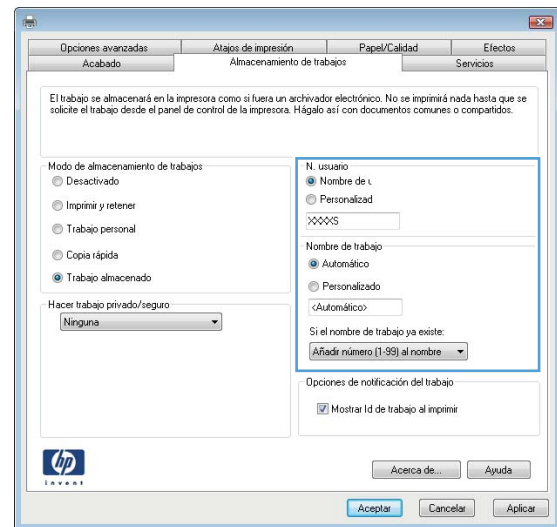 Opciones avanzadas Atajos de impresión Papel/Calidad Efectos
Acabado Almacenamiento de trabajos Servicios
El trabajo se almacenará en la impresora como si fuera un archivador electrónico. No se imprimirá nada hasta que se
solicite el trabajo desde el panel de control de la impresora. Hágalo así con documentos comunes o compartidos.
Modo de almacenamiento de trabajos
Desactivado
Imprimir y retener
Trabajo personal
Copia rápida
Trabajo almacenado
Hacer trabajo privado/seguro
Ninguna
N. usuario
Nombre de u
Personalizad
XXXXS
Nombre de trabajo
Automático
Personalizado
<Automático>
Si el nombre de trabajo ya existe:
Añadir número (1-99) al nombre
Opciones de notificación del trabajo
Mostrar Id de trabajo al imprimir
hp
invent
Acerca de... Ayuda
Aceptar Cancelar Aplicar